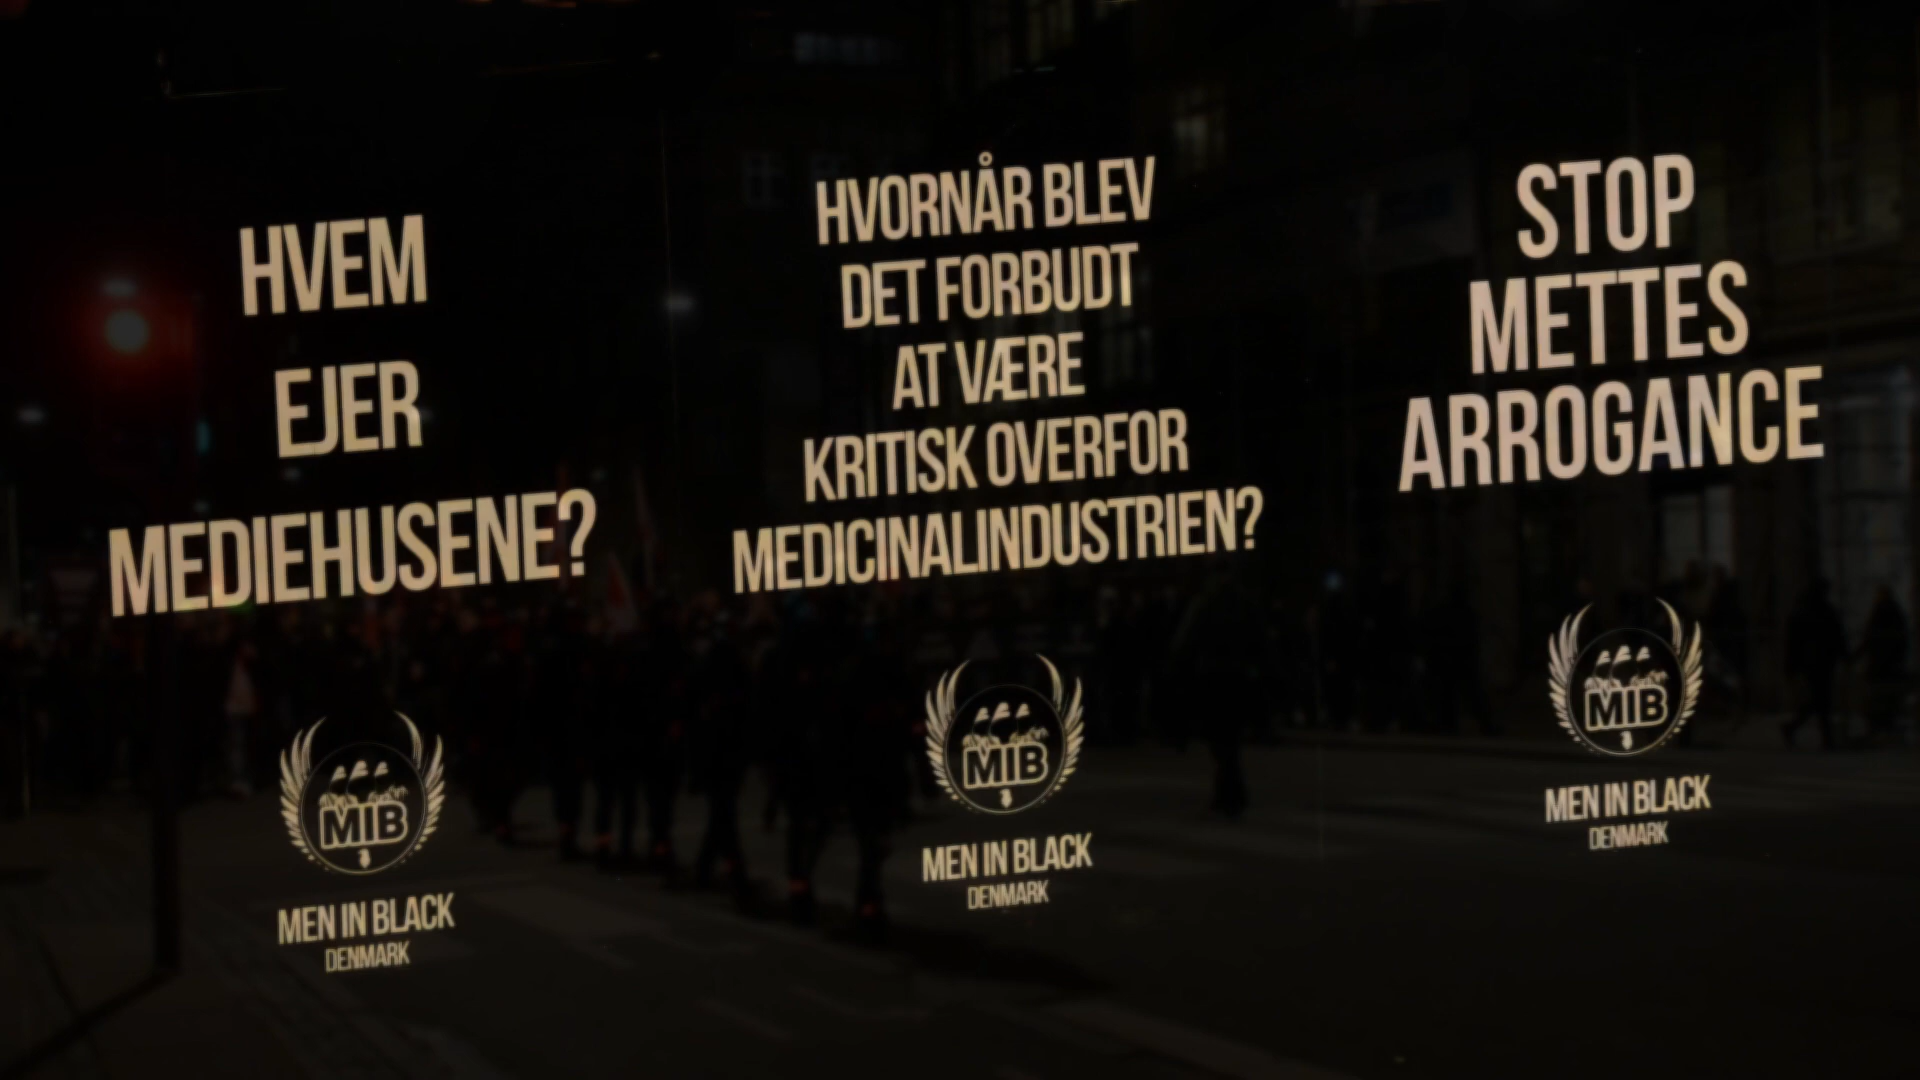 HVEM
EJER
MEDIEHUSENE?
MIB
MEN IN BLACK
DENMARK
HVORNÅR BLEV
DET FORBUDT
AT VÆRE
KRITISK OVERFOR
MEDICINALINDUSTRIEN?
MIB
MEN IN BLACK
DENMARK
STOP
METTES
ARROGANCE
MIB
MEN IN BLACK
DENMARK